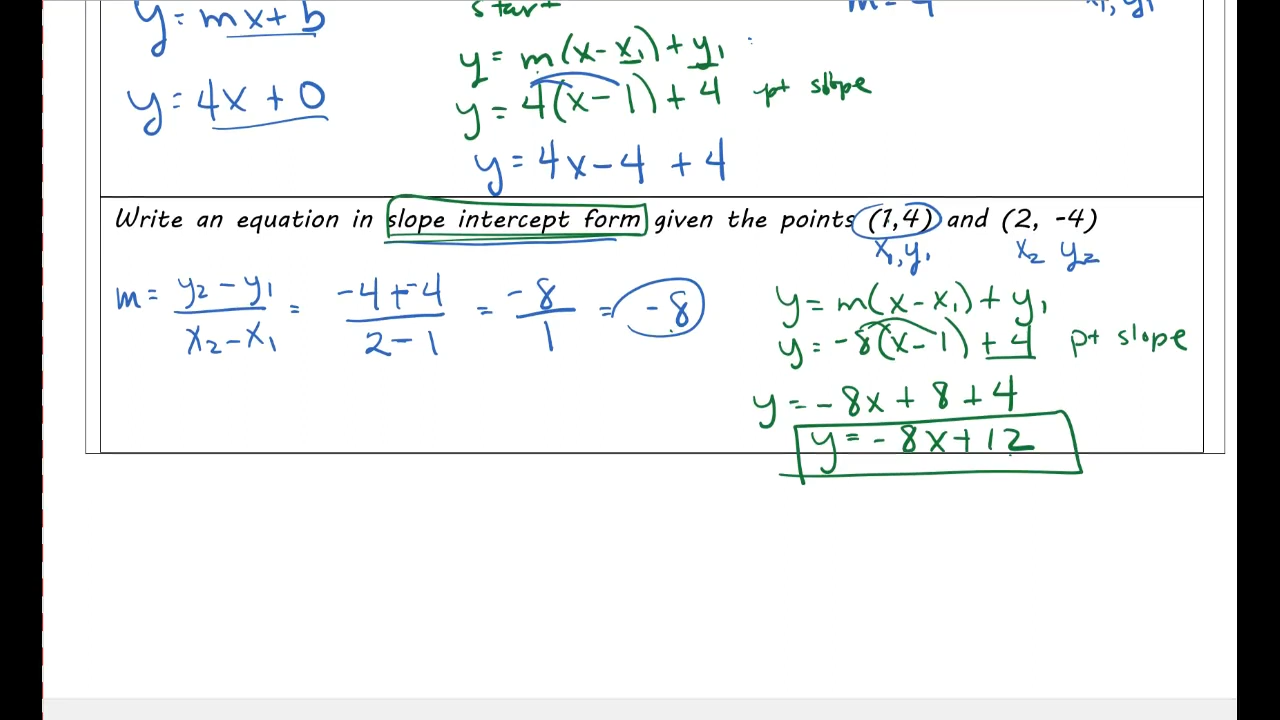 y = mx + b
start
y = m(x - x₁) + y₁
y = 4x + 0
y = 4(x - 1) + 4 pt slope
y = 4x - 4 + 4
Write an equation in slope intercept form given the points (1,4) and (2, -4)
x₁, y₁ x₂ y₂
m = y₂ - y₁ / x₂ - x₁ = -4 + -4 / 2 - 1 = -8 / 1 = -8
y = m(x - x₁) + y₁
y = -8(x - 1) + 4 pt slope
y = -8x + 8 + 4
y = -8x + 12